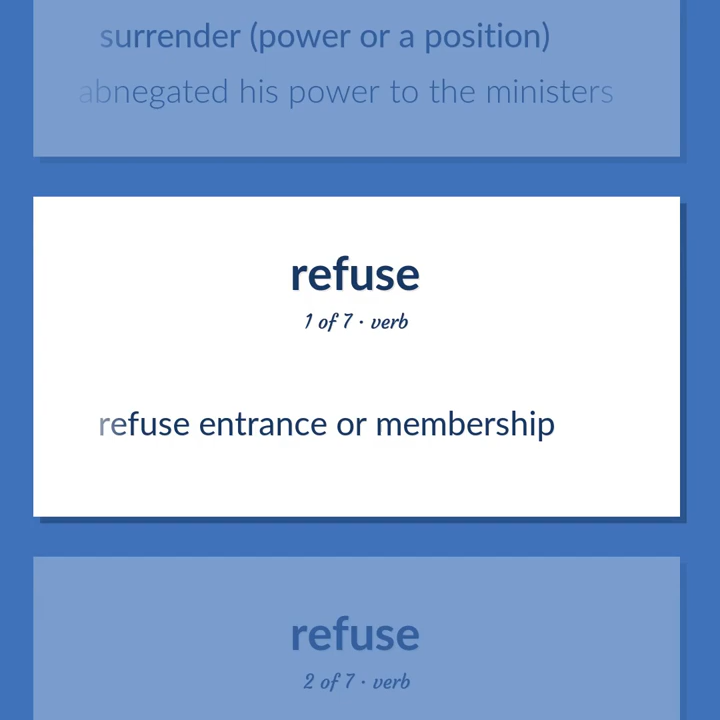 surrender (power or a position)
abnegated his power to the ministers
refuse
1 of 7 · verb
refuse entrance or membership
refuse
2 of 7 · verb